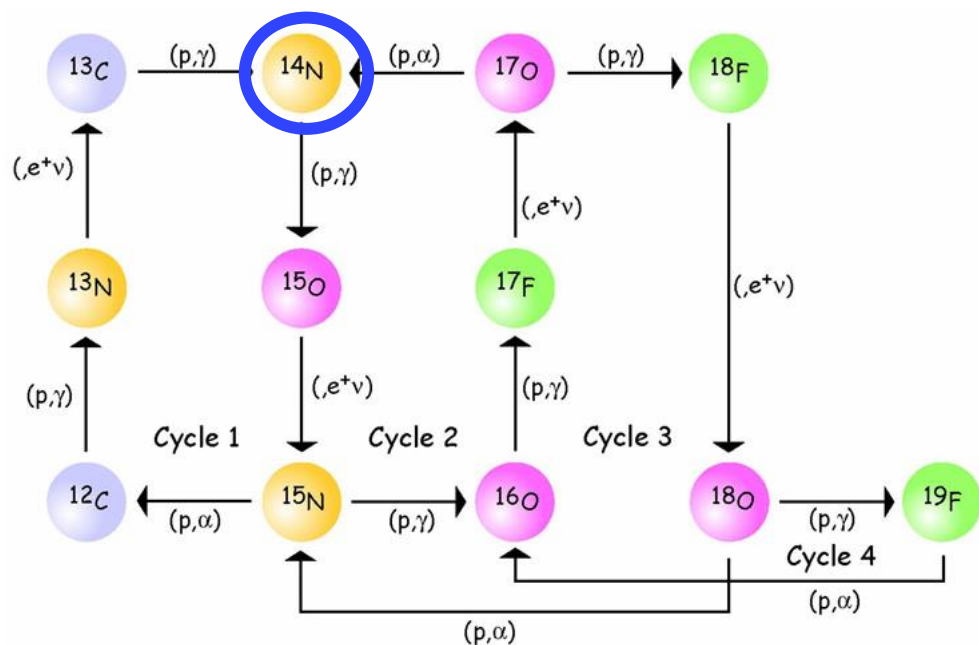 ¹³C (p,γ) ¹⁴N (p,α) ¹⁷O (p,γ) ¹⁸F
(,e⁺ν) (p,γ) (,e⁺ν)
¹³N ¹⁵O ¹⁷F (,e⁺ν)
(p,γ) (,e⁺ν) (p,γ)
Cycle 1 Cycle 2 Cycle 3
¹²C (p,α) ¹⁵N (p,γ) ¹⁶O ¹⁸O (p,γ) ¹⁹F
Cycle 4
(p,α)
(p,α)